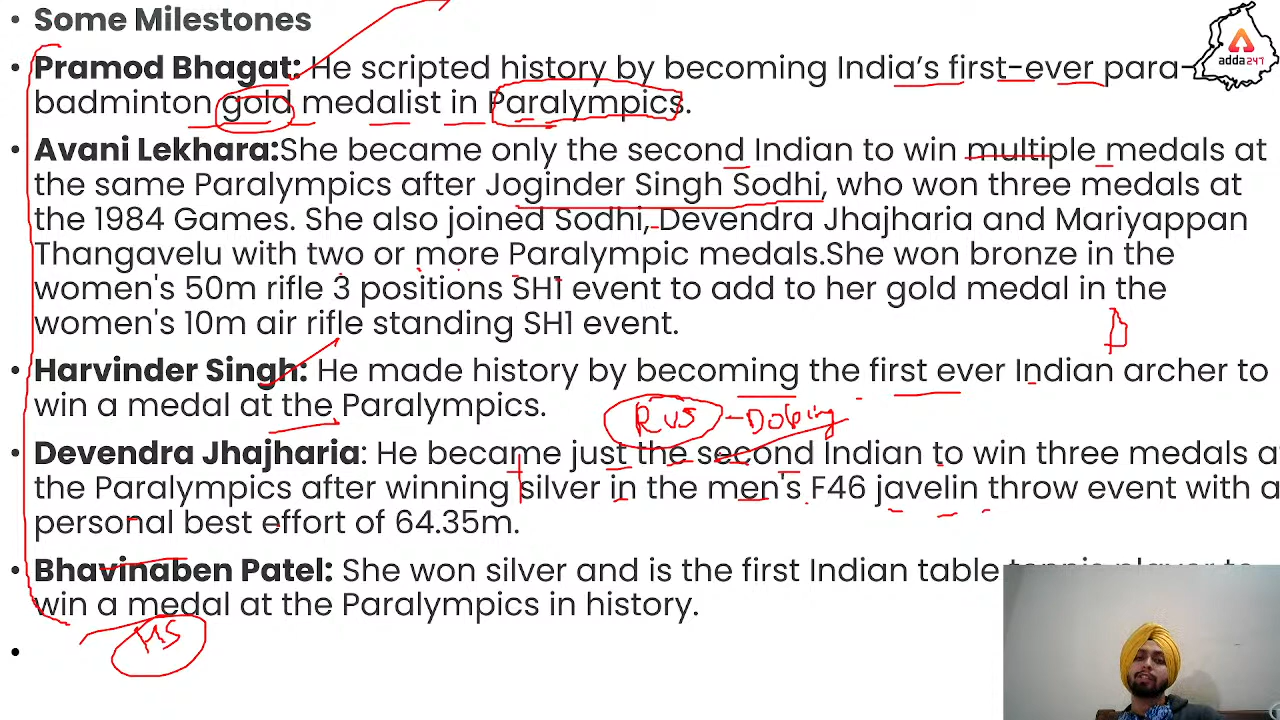 • Some Milestones
adda247
• Pramod Bhagat: He scripted history by becoming India's first-ever para-
badminton gold medalist in Paralympics.
• Avani Lekhara:She became only the second Indian to win multiple medals at
the same Paralympics after Joginder Singh Sodhi, who won three medals at
the 1984 Games. She also joined Sodhi, Devendra Jhajharia and Mariyappan
Thangavelu with two or more Paralympic medals.She won bronze in the
women's 50m rifle 3 positions SH1 event to add to her gold medal in the
women's 10m air rifle standing SH1 event.
• Harvinder Singh: He made history by becoming the first ever Indian archer to
win a medal at the Paralympics.
RUS - Doping
• Devendra Jhajharia: He became just the second Indian to win three medals a
the Paralympics after winning silver in the men's F46 javelin throw event with a
personal best effort of 64.35m.
• Bhavinaben Patel: She won silver and is the first Indian table tennis player to
win a medal at the Paralympics in history.
•